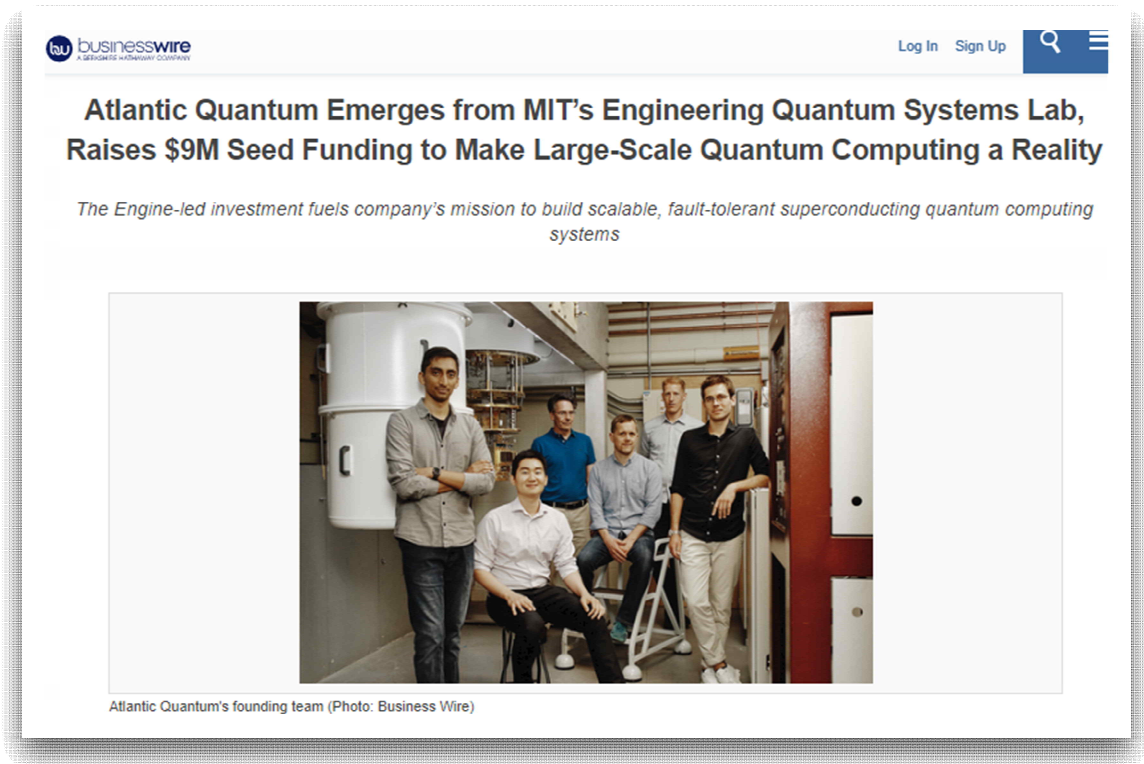 bu businesswire
A BERKSHIRE HATHAWAY COMPANY
Log In Sign Up
Atlantic Quantum Emerges from MIT’s Engineering Quantum Systems Lab,
Raises $9M Seed Funding to Make Large-Scale Quantum Computing a Reality
The Engine-led investment fuels company’s mission to build scalable, fault-tolerant superconducting quantum computing
systems
Atlantic Quantum's founding team (Photo: Business Wire)